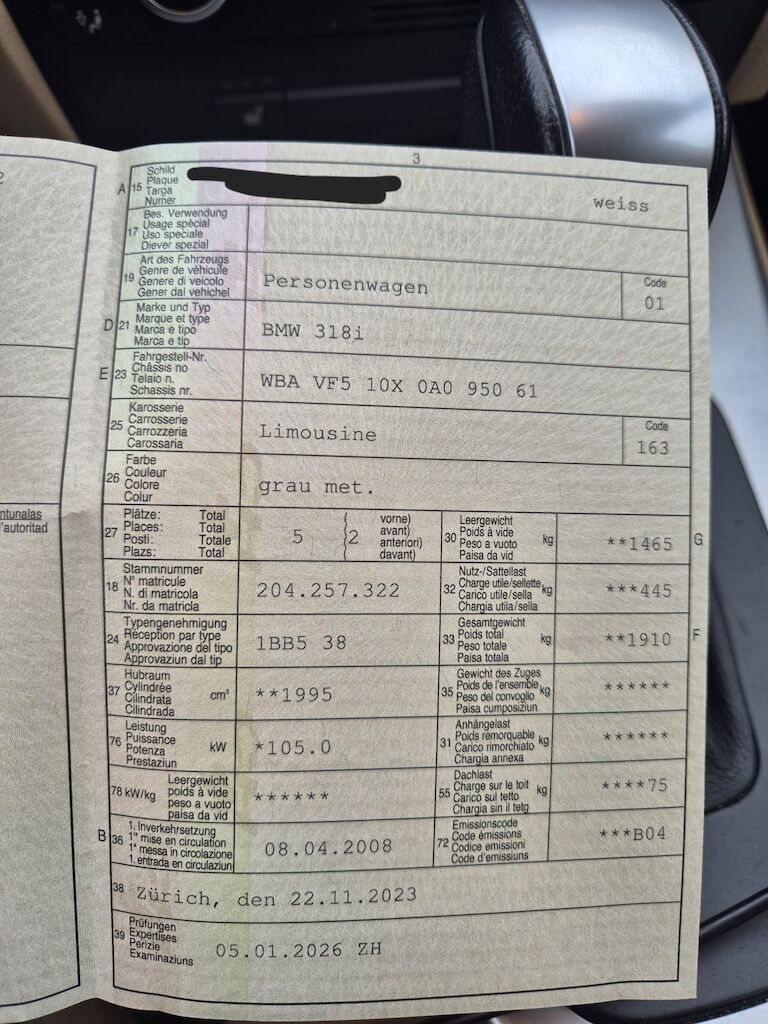 3
A 15 Schild
Plaque
Targa
Numer
weiss
17 Bes. Verwendung
Usage spécial
Uso speciale
Diever spezial
19 Art des Fahrzeugs
Genre de véhicule
Genere di veicolo
Gener dal vehichel
Personenwagen
Code
01
D 21 Marke und Typ
Marque et type
Marca e tipo
Marca e tip
BMW 318i
E 23 Fahrgestell-Nr.
Châssis no
Telaio n.
Schassis nr.
WBA VF5 10X 0A0 950 61
25 Karosserie
Carrosserie
Carrozzeria
Carossaria
Limousine
Code
163
26 Farbe
Couleur
Colore
Colur
grau met.
27 Plätze: Total
Places: Total
Posti: Totale
Plazs: Total
5 (2 vorne)
avant)
anteriori)
davant)
30 Leergewicht
Poids à vide
Peso a vuoto
Paisa da vid
kg **1465 G
18 Stammnummer
N° matricule
N. di matricola
Nr. da matricla
204.257.322
32 Nutz-/Sattellast
Charge utile/sellette
Carico utile/sella
Chargia utila/sella
kg ***445
24 Typengenehmigung
Réception par type
Approvazione del tipo
Approvaziun dal tip
1BB5 38
33 Gesamtgewicht
Poids total
Peso totale
Paisa totala
kg **1910 F
37 Hubraum
Cylindrée
Cilindrata
Cilindrada
cm³ **1995
35 Gewicht des Zuges
Poids de l'ensemble
Peso del convoglio
Paisa cumposiziun
kg ******
76 Leistung
Puissance
Potenza
Prestaziun
kW *105.0
31 Anhängelast
Poids remorquable
Carico rimorchiato
Chargia annexa
kg ******
78 kW/kg Leergewicht
poids à vide
peso a vuoto
paisa da vid
******
55 Dachlast
Charge sur le toit
Carico sul tetto
Chargia sin il tetg
kg ****75
B 36 1. Inverkehrsetzung
1re mise en circulation
1a messa in circolazione
1. entrada en circulaziun
08.04.2008
72 Emissionscode
Code émissions
Codice emissioni
Code d'emissiuns
***B04
38 Zürich, den 22.11.2023
39 Prüfungen
Expertises
Perizie
Examinaziuns
05.01.2026 ZH
ntunalas
l'autoritad